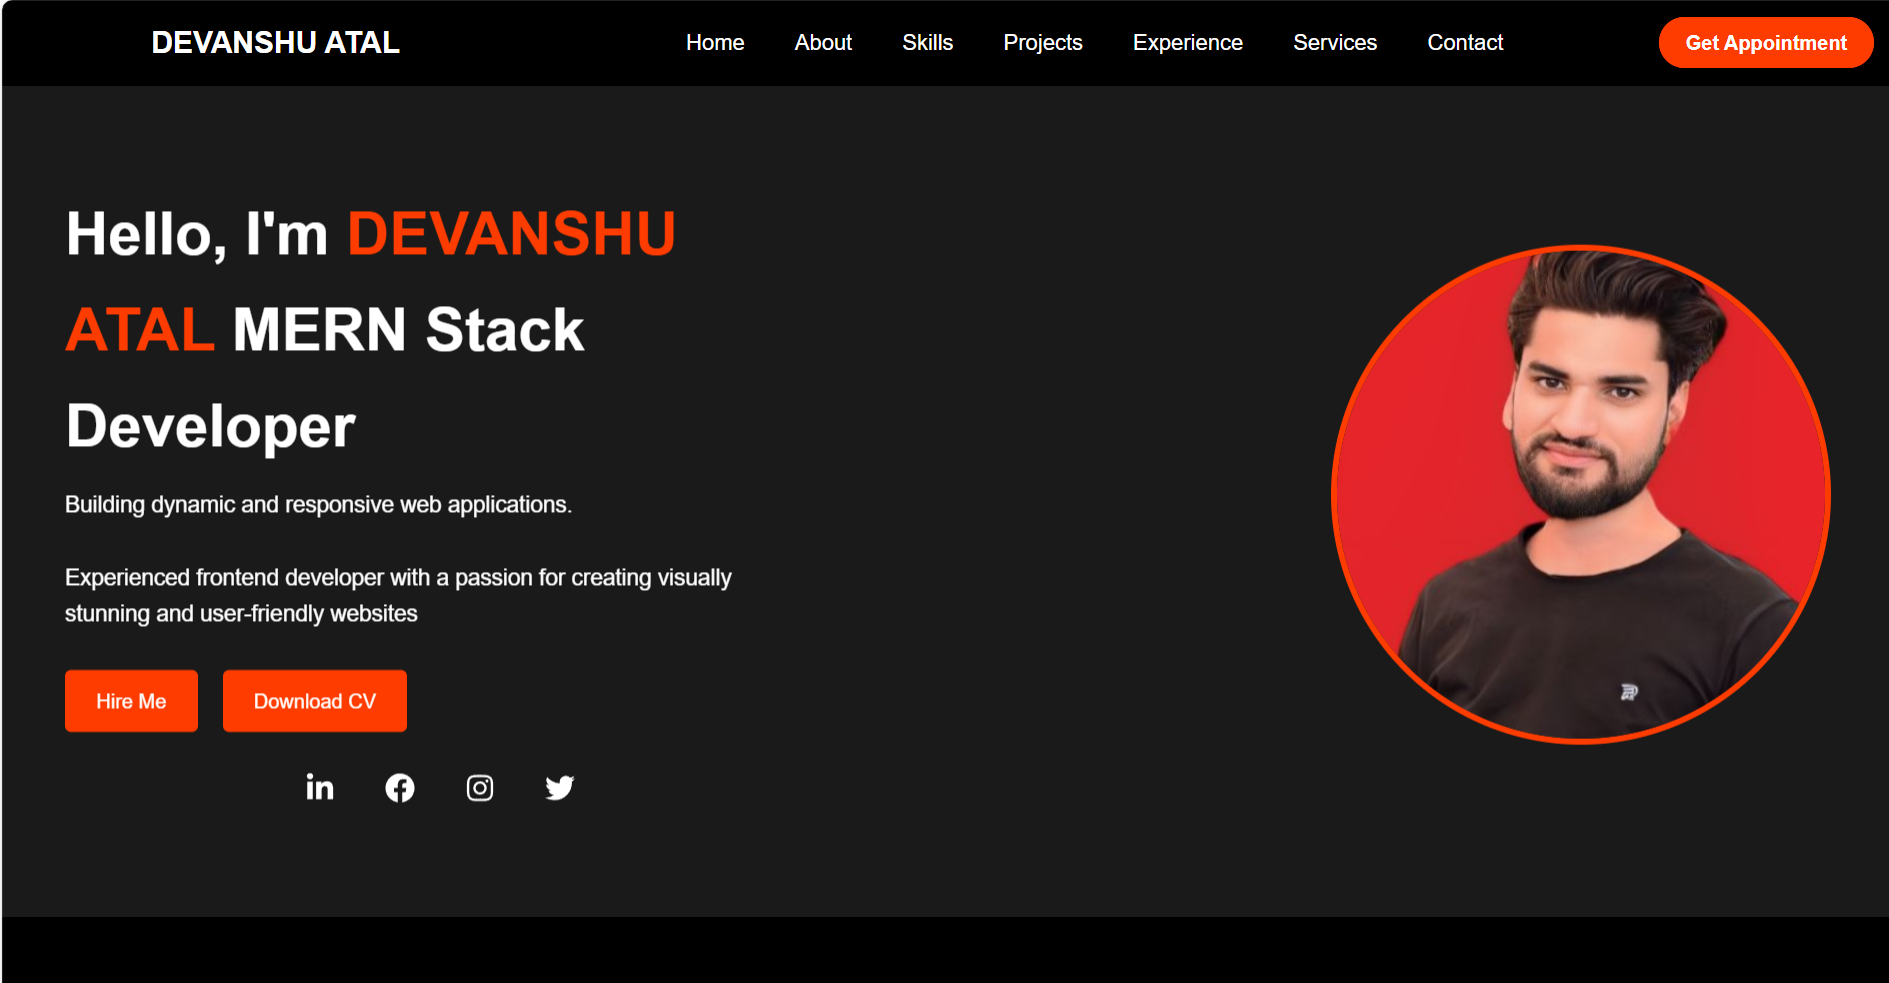 DEVANSHU ATAL
Home About Skills Projects Experience Services Contact
Get Appointment
Hello, I'm DEVANSHU
ATAL MERN Stack
Developer
Building dynamic and responsive web applications.
Experienced frontend developer with a passion for creating visually
stunning and user-friendly websites
Hire Me Download CV